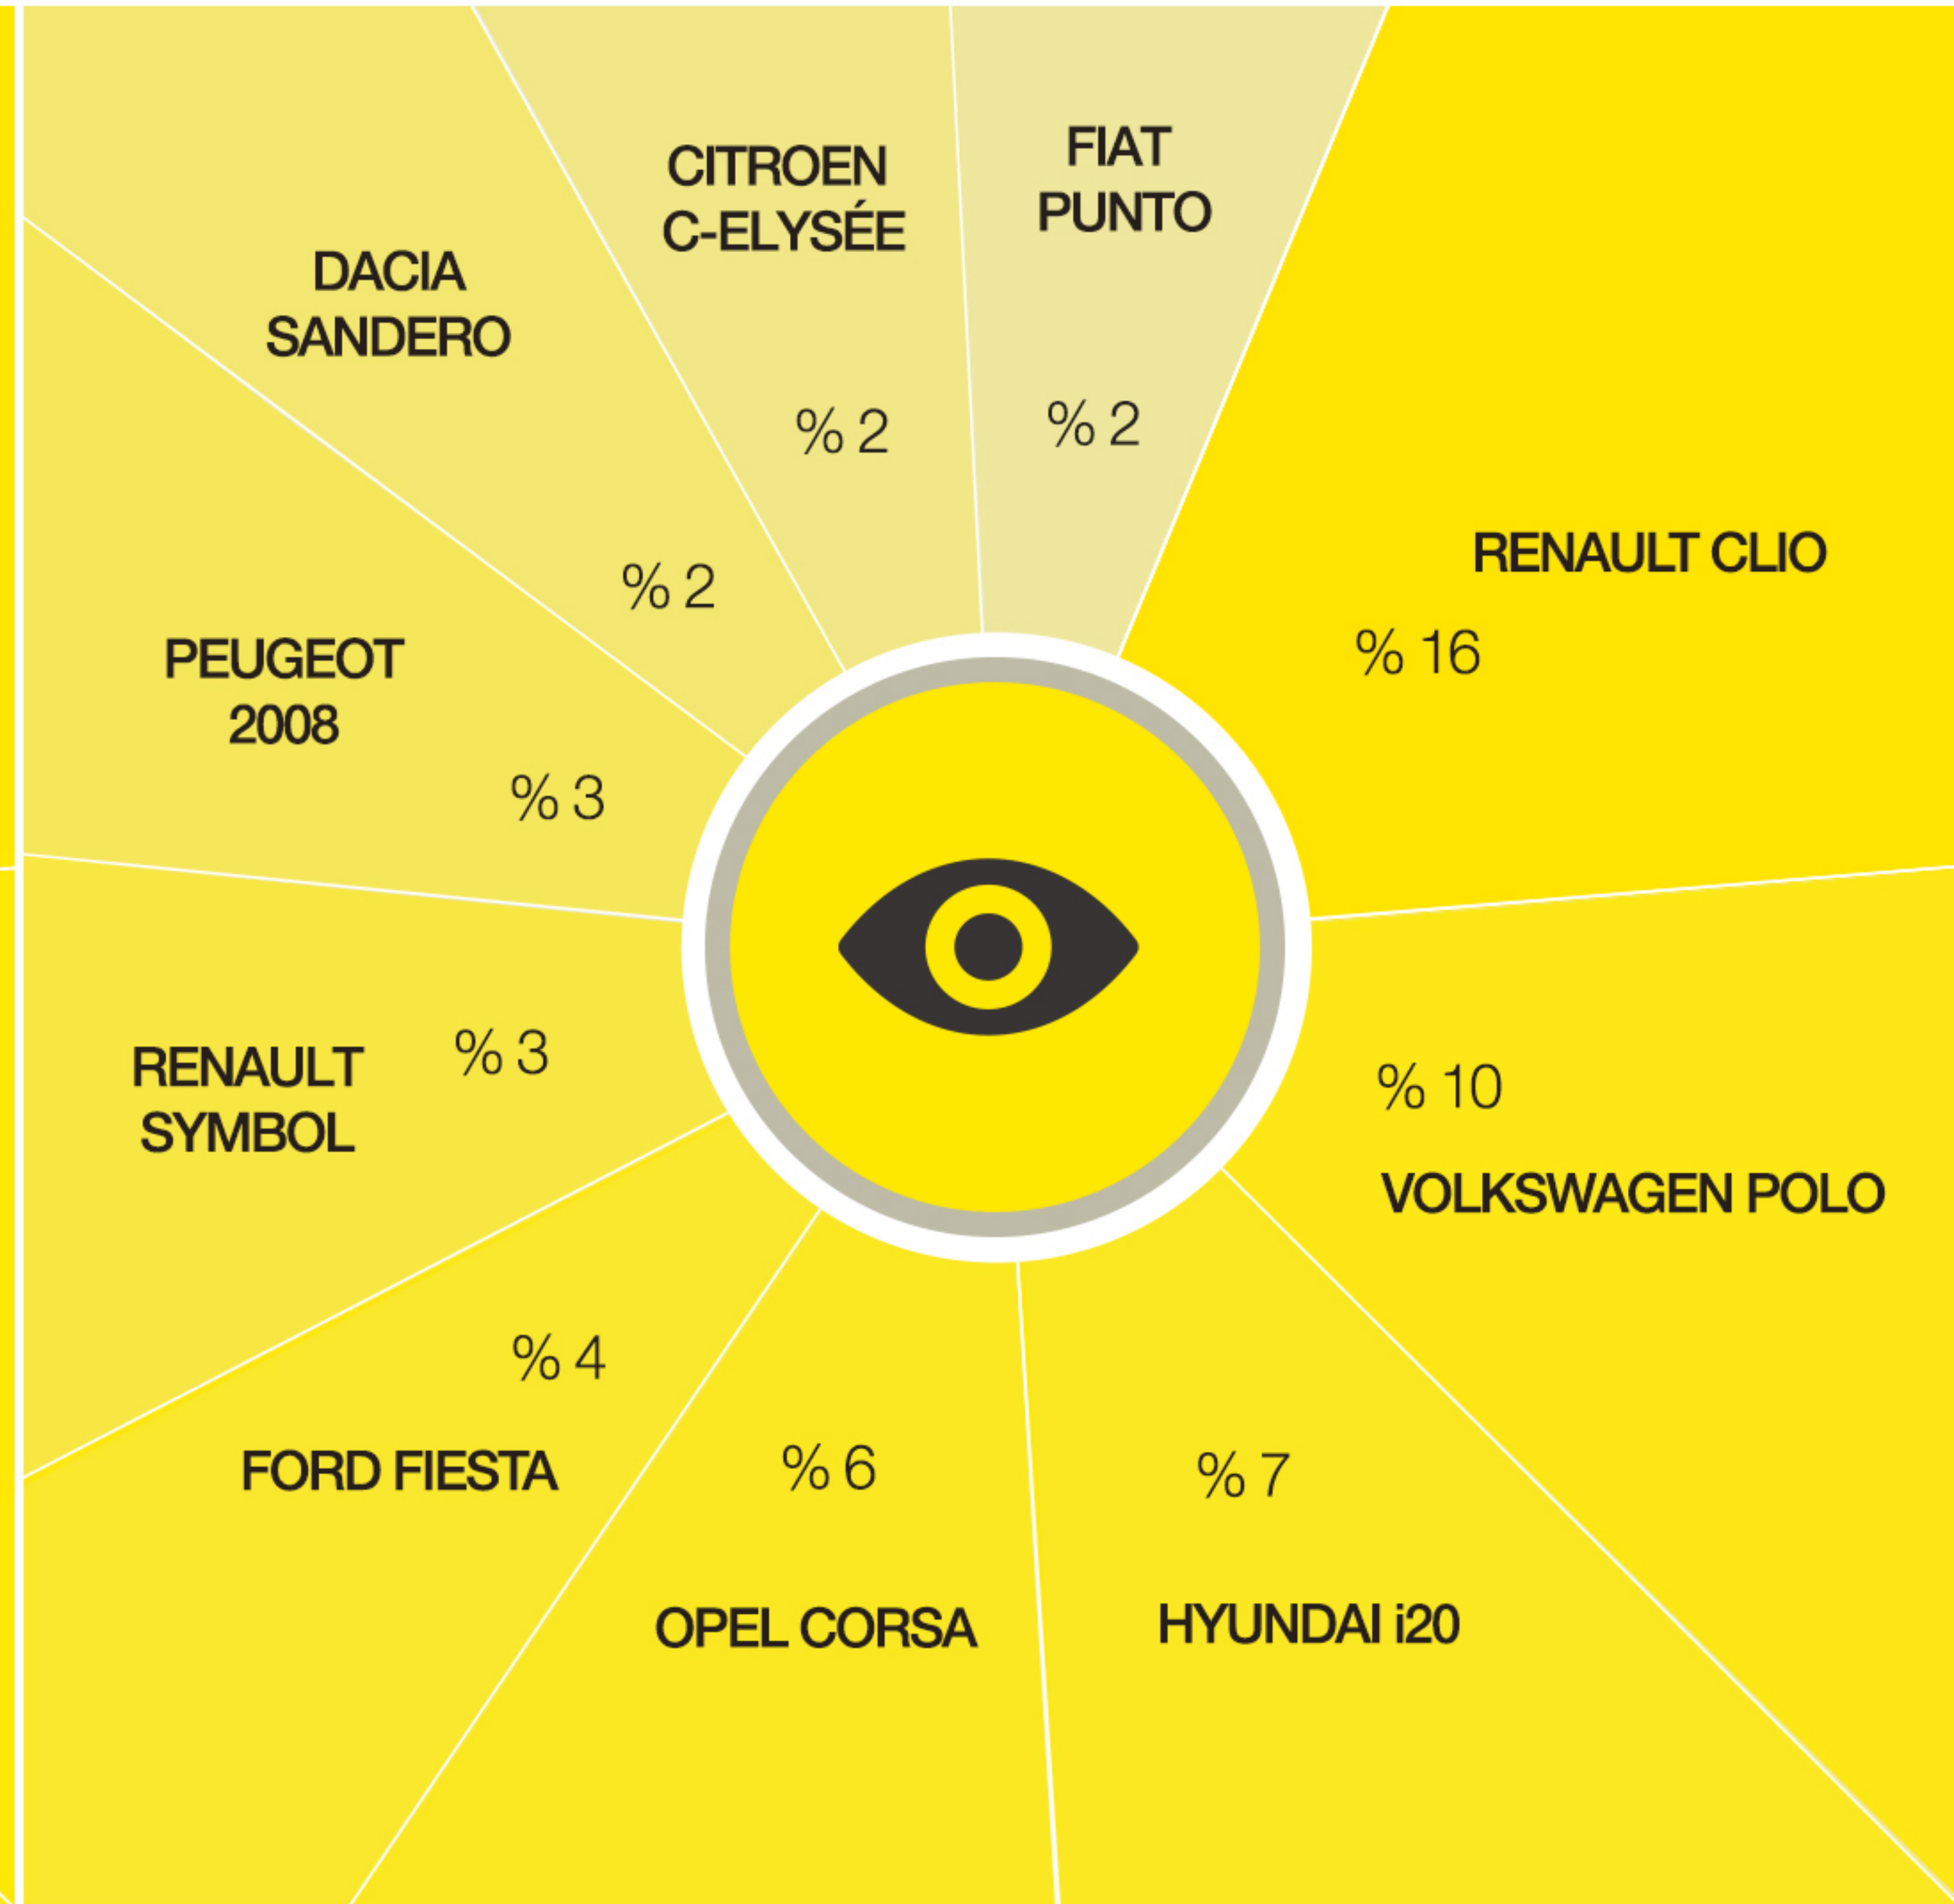 CITROEN
C-ELYSÉE
% 2
FIAT
PUNTO
% 2
RENAULT CLIO
% 16
% 10
VOLKSWAGEN POLO
% 7
HYUNDAI i20
% 6
OPEL CORSA
% 4
FORD FIESTA
RENAULT
SYMBOL
% 3
PEUGEOT
2008
% 3
DACIA
SANDERO
% 2